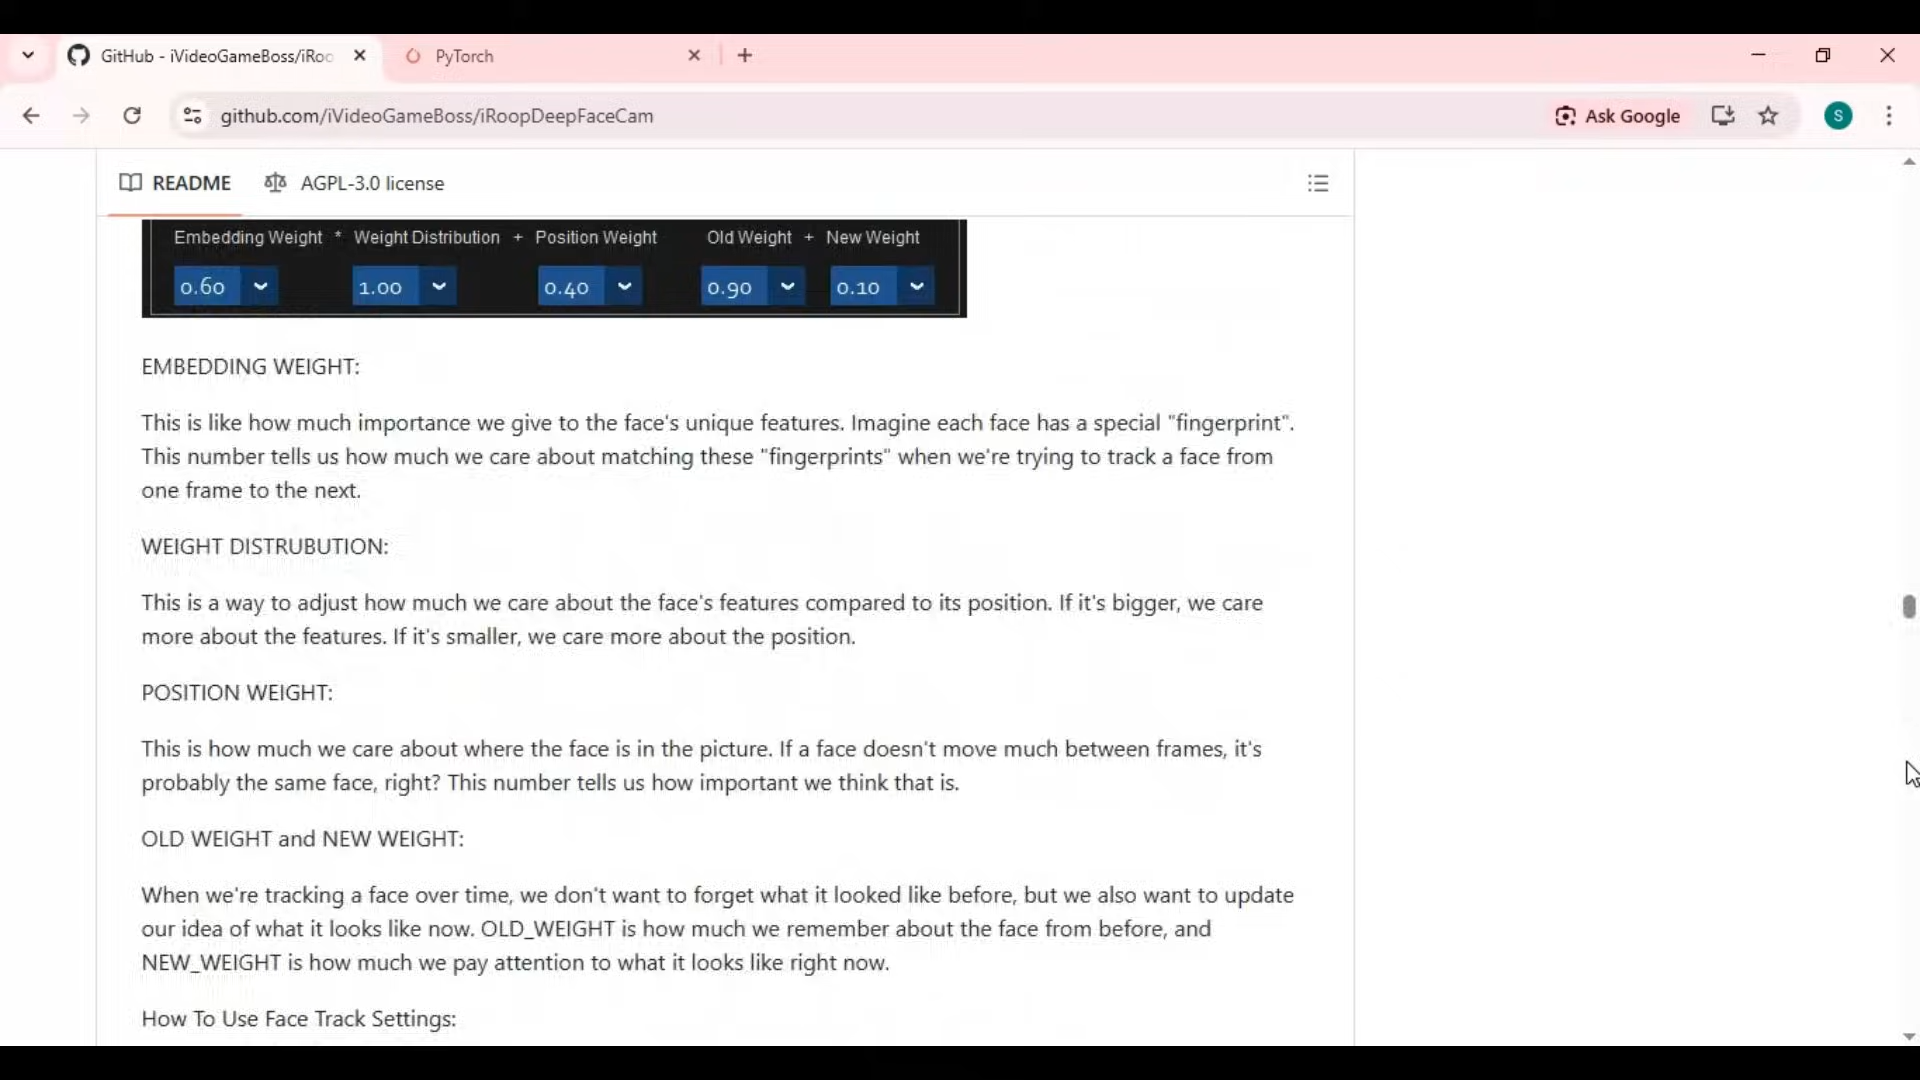 GitHub - iVideoGameBoss/iRoo
PyTorch
github.com/iVideoGameBoss/iRoopDeepFaceCam
Ask Google
S
README
AGPL-3.0 license
Embedding Weight * Weight Distribution + Position Weight Old Weight + New Weight
0.60 1.00 0.40 0.90 0.10
EMBEDDING WEIGHT:
This is like how much importance we give to the face's unique features. Imagine each face has a special "fingerprint".
This number tells us how much we care about matching these "fingerprints" when we're trying to track a face from
one frame to the next.
WEIGHT DISTRUBUTION:
This is a way to adjust how much we care about the face's features compared to its position. If it's bigger, we care
more about the features. If it's smaller, we care more about the position.
POSITION WEIGHT:
This is how much we care about where the face is in the picture. If a face doesn't move much between frames, it's
probably the same face, right? This number tells us how important we think that is.
OLD WEIGHT and NEW WEIGHT:
When we're tracking a face over time, we don't want to forget what it looked like before, but we also want to update
our idea of what it looks like now. OLD_WEIGHT is how much we remember about the face from before, and
NEW_WEIGHT is how much we pay attention to what it looks like right now.
How To Use Face Track Settings: